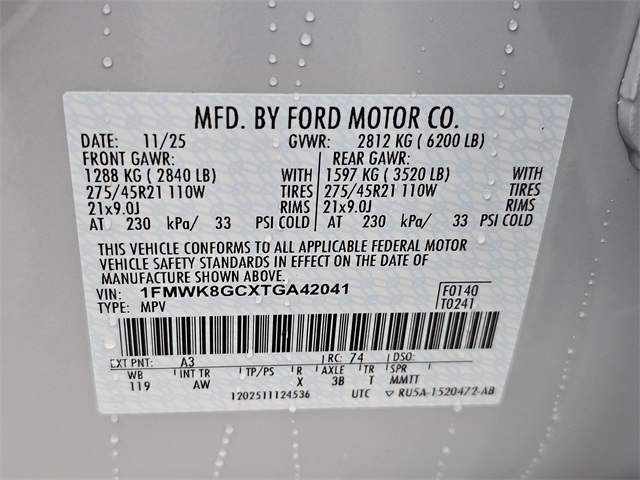 MFD. BY FORD MOTOR CO.
DATE: 11/25 GVWR: 2812 KG ( 6200 LB)
FRONT GAWR: REAR GAWR:
1288 KG ( 2840 LB) WITH 1597 KG ( 3520 LB) WITH
275/45R21 110W TIRES 275/45R21 110W TIRES
21x9.0J RIMS 21x9.0J RIMS
AT 230 kPa/ 33 PSI COLD AT 230 kPa/ 33 PSI COLD
THIS VEHICLE CONFORMS TO ALL APPLICABLE FEDERAL MOTOR
VEHICLE SAFETY STANDARDS IN EFFECT ON THE DATE OF
MANUFACTURE SHOWN ABOVE.
VIN: 1FMWK8GCXTGA42041 F0140
TYPE: MPV T0241
EXT PNT: A3 RC: 74 DSO:
WB INT TR TP/PS R AXLE TR SPR
119 AW X 3B T MMTT
1202511124536 UTC ▽ RU5A-1520472-AB